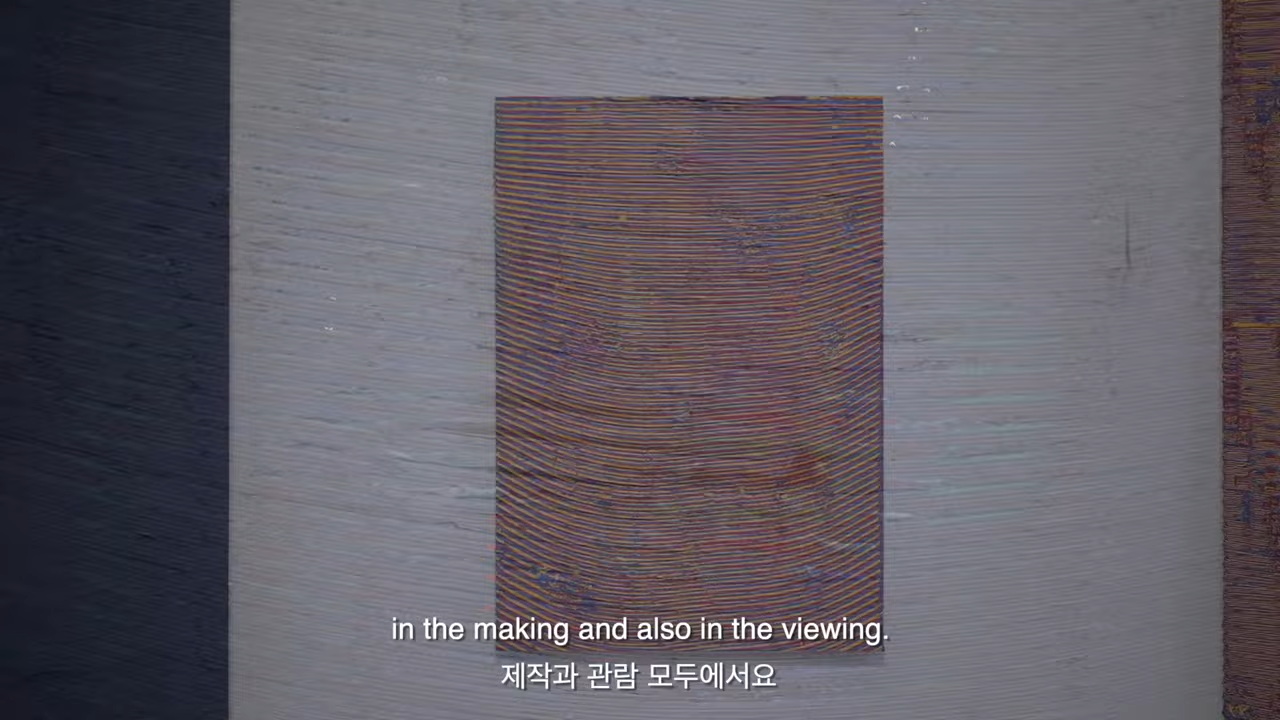 in the making and also in the viewing.
제작과 관람 모두에서요